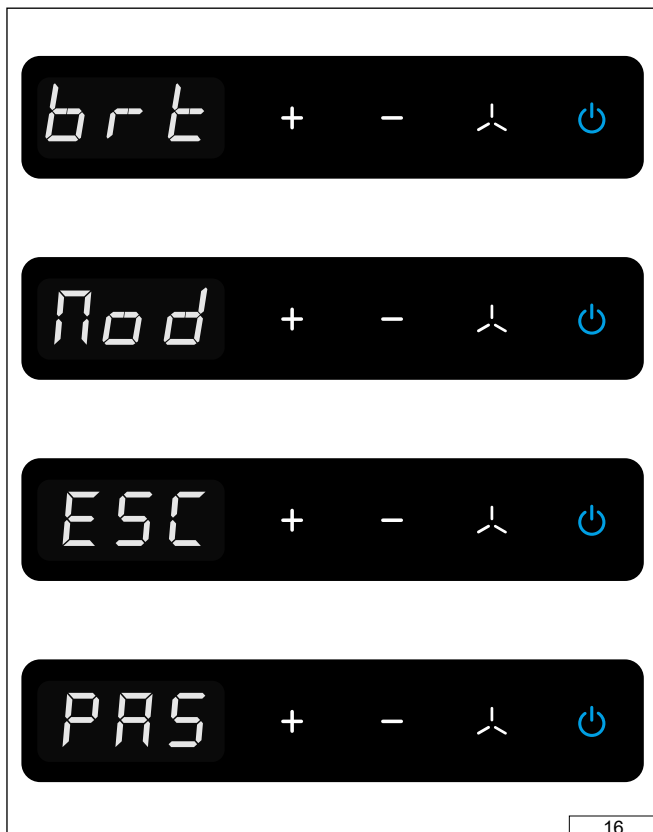 brt + −
Mod + −
ESC + −
PAS + −
16